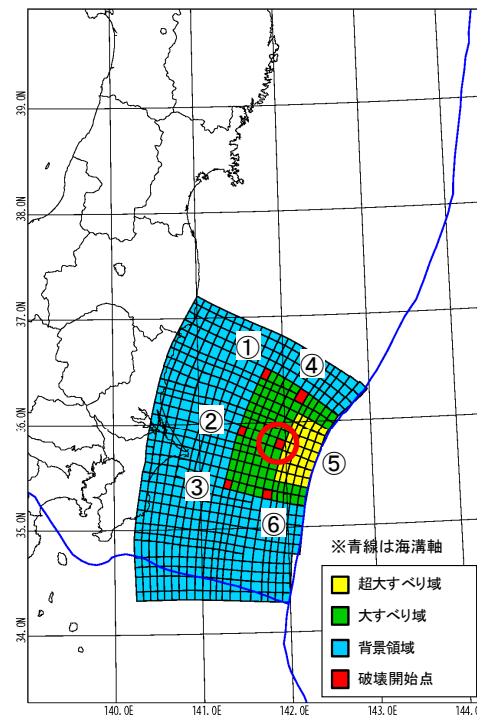 39.0N
38.0N
37.0N
①
④
②
36.0N
⑤
③
⑥
35.0N
※青線は海溝軸
超大すべり域
大すべり域
背景領域
破壊開始点
34.0N
140.0E
141.0E
142.0E
143.0E
144.0E